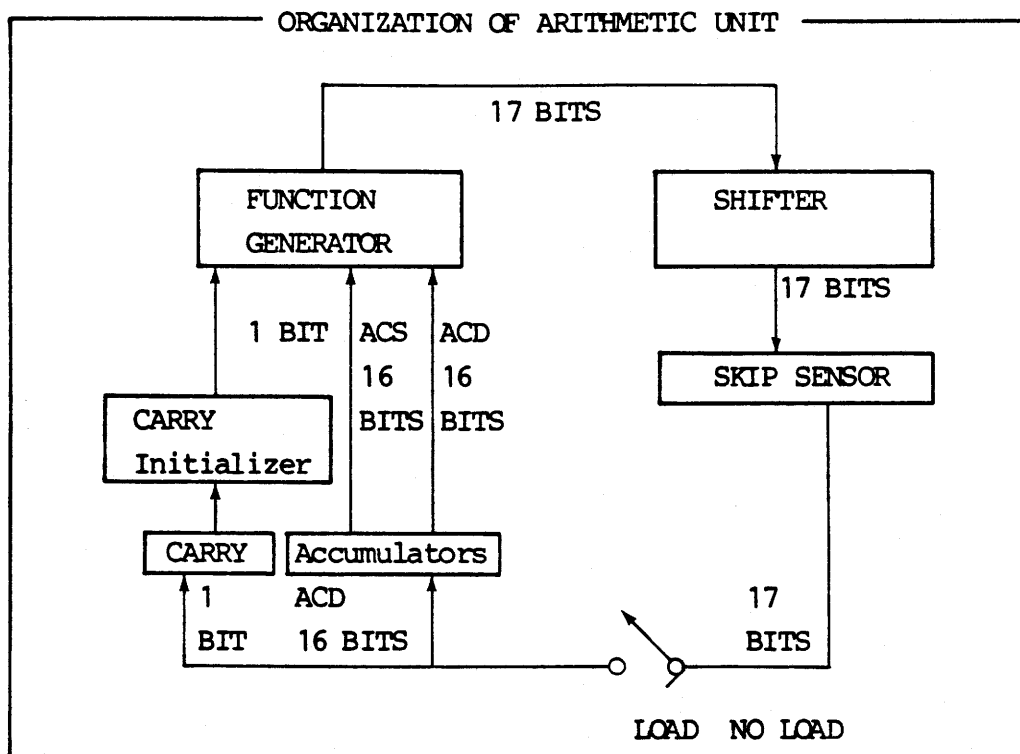 ORGANIZATION OF ARITHMETIC UNIT
17 BITS
FUNCTION
GENERATOR
SHIFTER
17 BITS
1 BIT
ACS
16
BITS
ACD
16
BITS
SKIP SENSOR
CARRY
Initializer
CARRY
Accumulators
1
BIT
ACD
16 BITS
17
BITS
LOAD NO LOAD